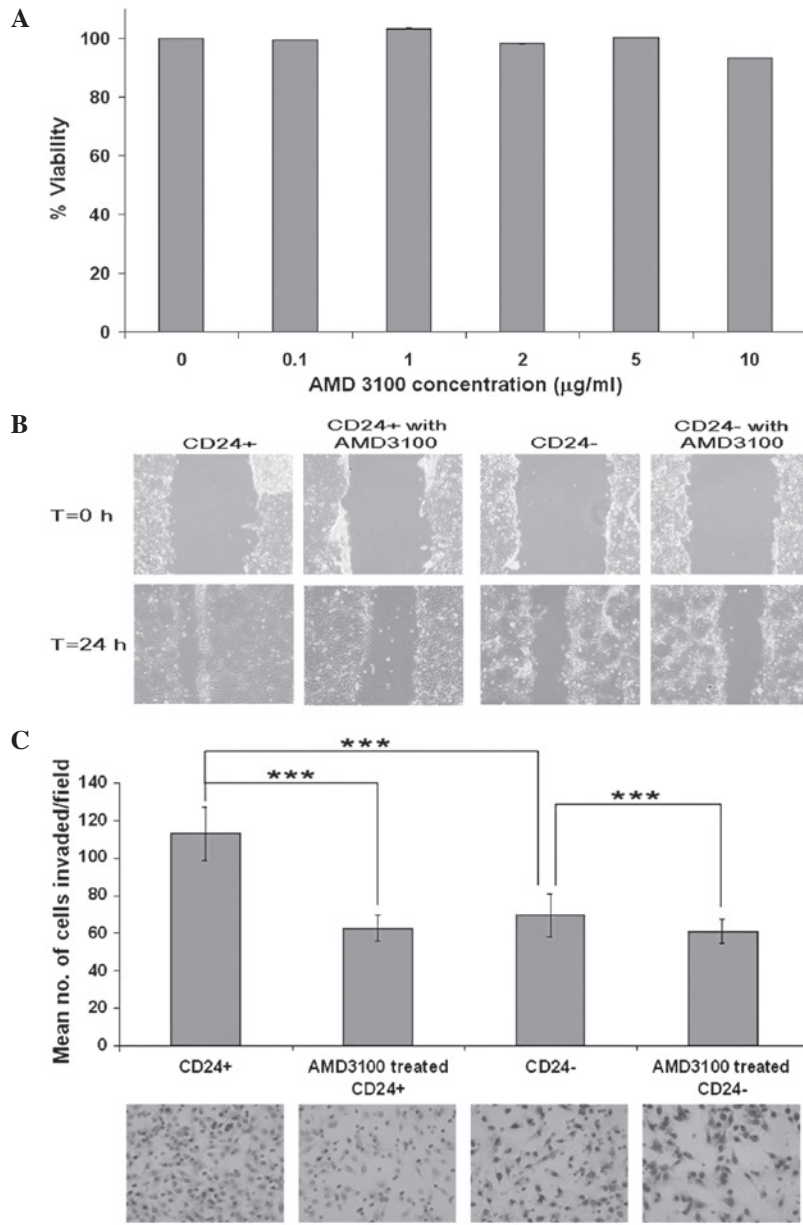 A
% Viability
120
100
80
60
40
20
0
0 0.1 1 2 5 10
AMD 3100 concentration (µg/ml)
B
CD24+ CD24+ with AMD3100 CD24- CD24- with AMD3100
T=0 h
T=24 h
C
Mean no. of cells invaded/field
140
120
100
80
60
40
20
0
***
***
***
CD24+ AMD3100 treated CD24- AMD3100 treated
CD24+ CD24-